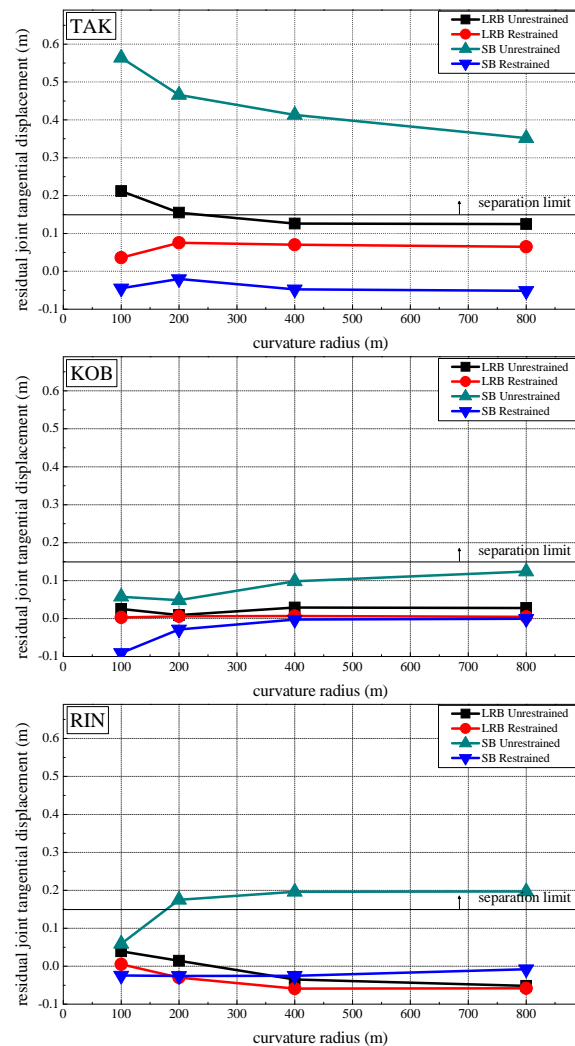 TAK
LRB Unrestrained
LRB Restrained
SB Unrestrained
SB Restrained
separation limit
residual joint tangential displacement (m)
0.6
0.5
0.4
0.3
0.2
0.1
0.0
-0.1
0 100 200 300 400 500 600 700 800
curvature radius (m)
KOB
LRB Unrestrained
LRB Restrained
SB Unrestrained
SB Restrained
separation limit
residual joint tangential displacement (m)
0.6
0.5
0.4
0.3
0.2
0.1
0.0
-0.1
0 100 200 300 400 500 600 700 800
curvature radius (m)
RIN
LRB Unrestrained
LRB Restrained
SB Unrestrained
SB Restrained
separation limit
residual joint tangential displacement (m)
0.6
0.5
0.4
0.3
0.2
0.1
0.0
-0.1
0 100 200 300 400 500 600 700 800
curvature radius (m)